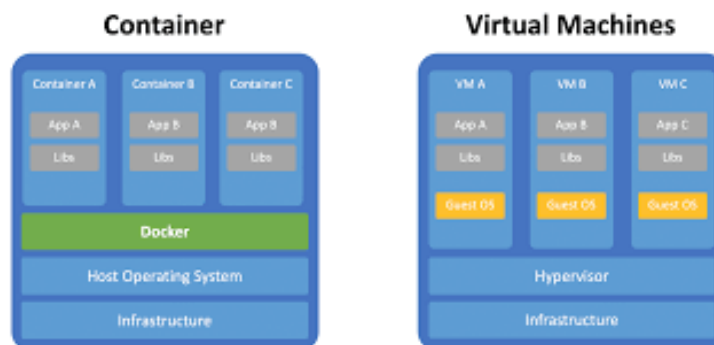 Container
Container A
Container B
Container C
App A
App B
App B
Libs
Libs
Libs
Docker
Host Operating System
Infrastructure
Virtual Machines
VM A
VM B
VM C
App A
App B
App C
Libs
Libs
Libs
Guest OS
Guest OS
Guest OS
Hypervisor
Infrastructure